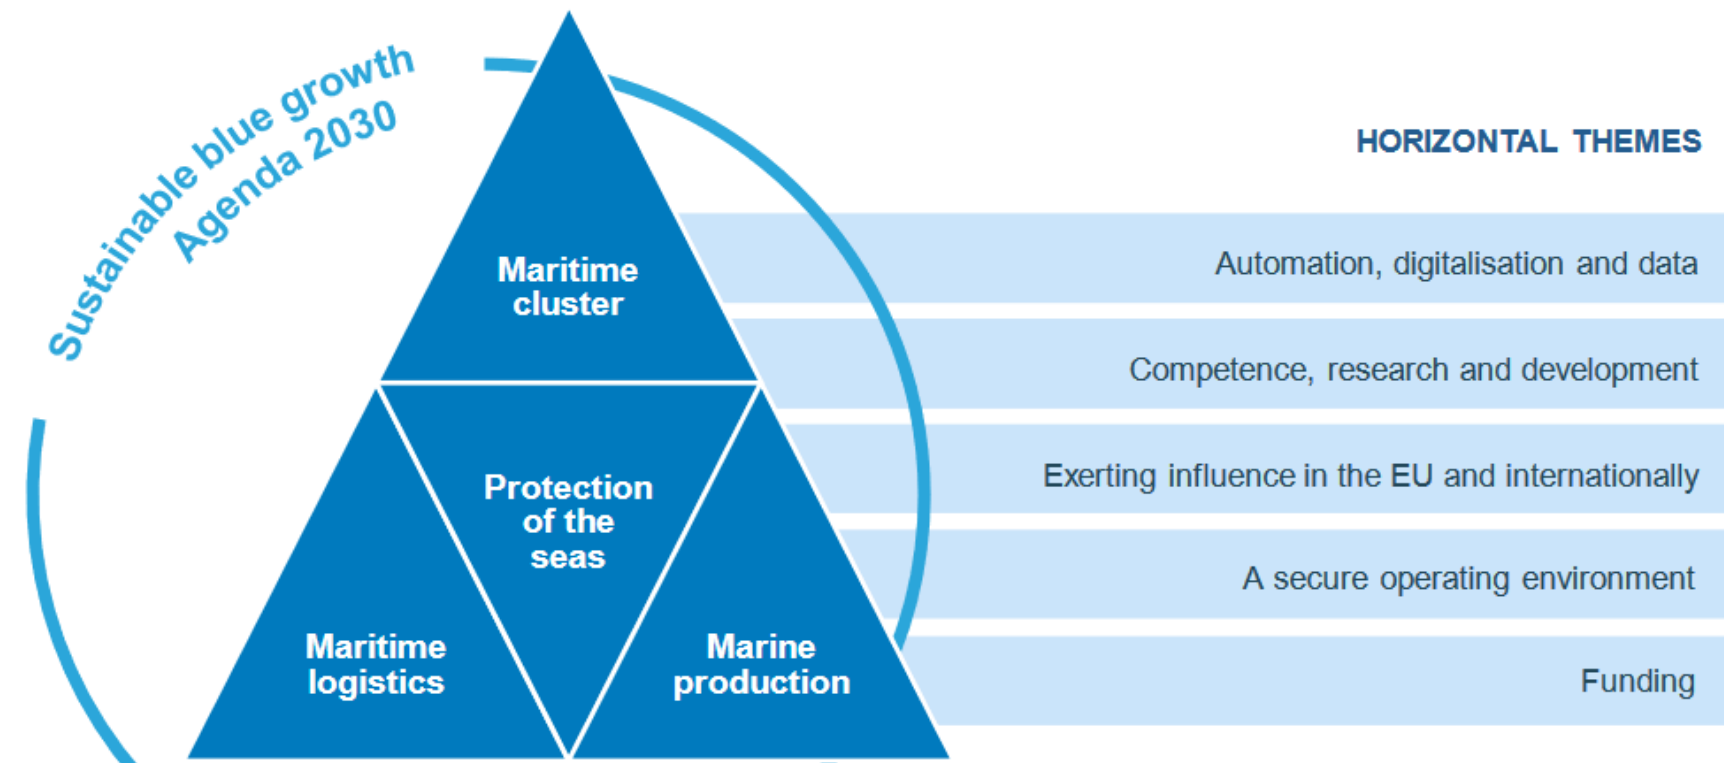 Sustainable blue growth
Agenda 2030
Maritime
cluster
Protection
of the
seas
Maritime
logistics
Marine
production
HORIZONTAL THEMES
Automation, digitalisation and data
Competence, research and development
Exerting influence in the EU and internationally
A secure operating environment
Funding